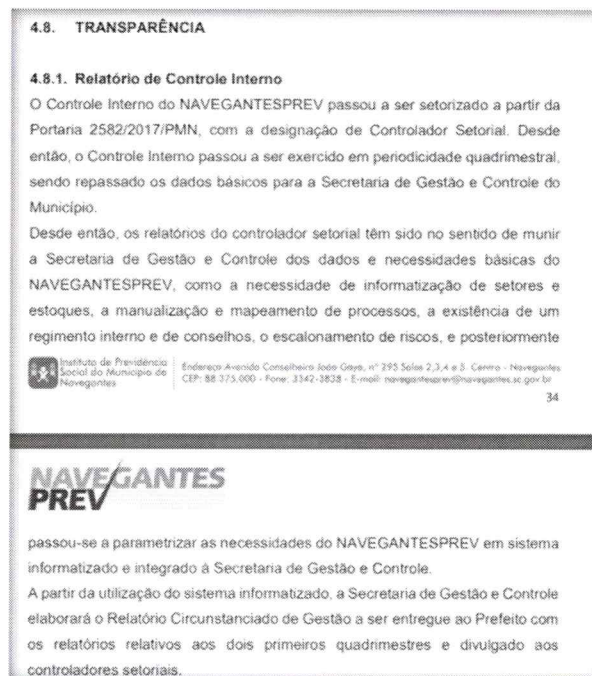 4.8. TRANSPARÊNCIA
4.8.1. Relatório de Controle Interno
O Controle Interno do NAVEGANTESPREV passou a ser setorizado a partir da
Portaria 2582/2017/PMN, com a designação de Controlador Setorial. Desde
então, o Controle Interno passou a ser exercido em periodicidade quadrimestral,
sendo repassado os dados básicos para a Secretaria de Gestão e Controle do
Município.
Desde então, os relatórios do controlador setorial têm sido no sentido de munir
a Secretaria de Gestão e Controle dos dados e necessidades básicas do
NAVEGANTESPREV, como a necessidade de informatização de setores e
estoques, a manualização e mapeamento de processos, a existência de um
regimento interno e de conselhos, o escalonamento de riscos, e posteriormente
Instituto de Previdência
Social do Município de
Navegantes
Endereço Avenida Conselheiro João Gaya, nº 295 Salas 2,3,4 e 5 Centro - Navegantes
CEP: 88.375.000 - Fone: 3342-3838 - E-mail: navegantesprev@navegantes.sc.gov.br
34
NAVEGANTES
PREV
passou-se a parametrizar as necessidades do NAVEGANTESPREV em sistema
informatizado e integrado à Secretaria de Gestão e Controle.
A partir da utilização do sistema informatizado, a Secretaria de Gestão e Controle
elaborará o Relatório Circunstanciado de Gestão a ser entregue ao Prefeito com
os relatórios relativos aos dois primeiros quadrimestres e divulgado aos
controladores setoriais.